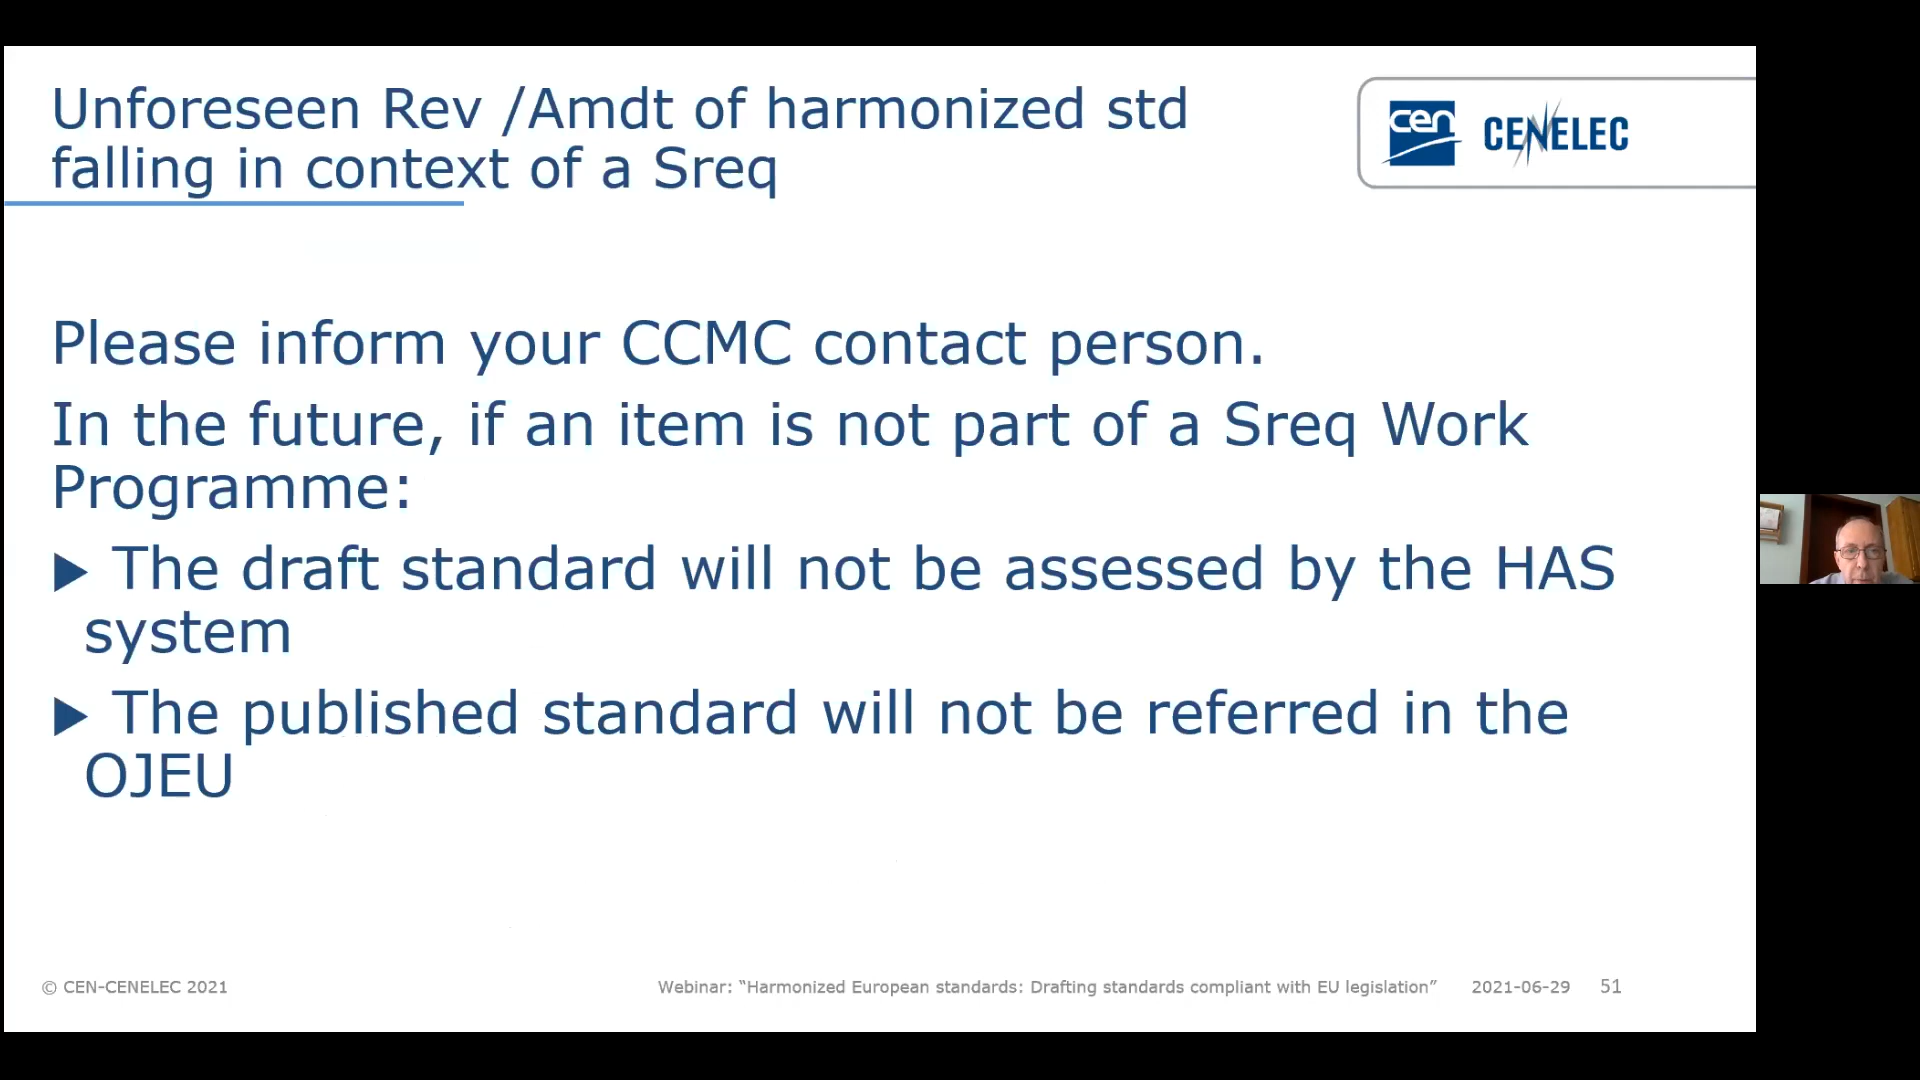 Unforeseen Rev /Amdt of harmonized std
falling in context of a Sreq
cen
CENELEC
Please inform your CCMC contact person.
In the future, if an item is not part of a Sreq Work
Programme:
▶ The draft standard will not be assessed by the HAS
system
▶ The published standard will not be referred in the
OJEU
© CEN-CENELEC 2021
Webinar: “Harmonized European standards: Drafting standards compliant with EU legislation”
2021-06-29
51